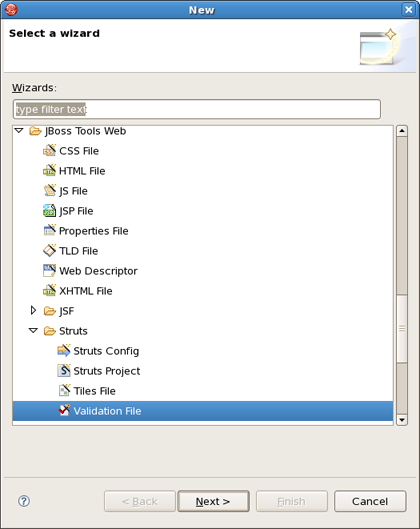 New
Select a wizard
Wizards:
type filter text
JBoss Tools Web
CSS File
HTML File
JS File
JSP File
Properties File
TLD File
Web Descriptor
XHTML File
JSF
Struts
Struts Config
Struts Project
Tiles File
Validation File
< Back Next > Finish Cancel